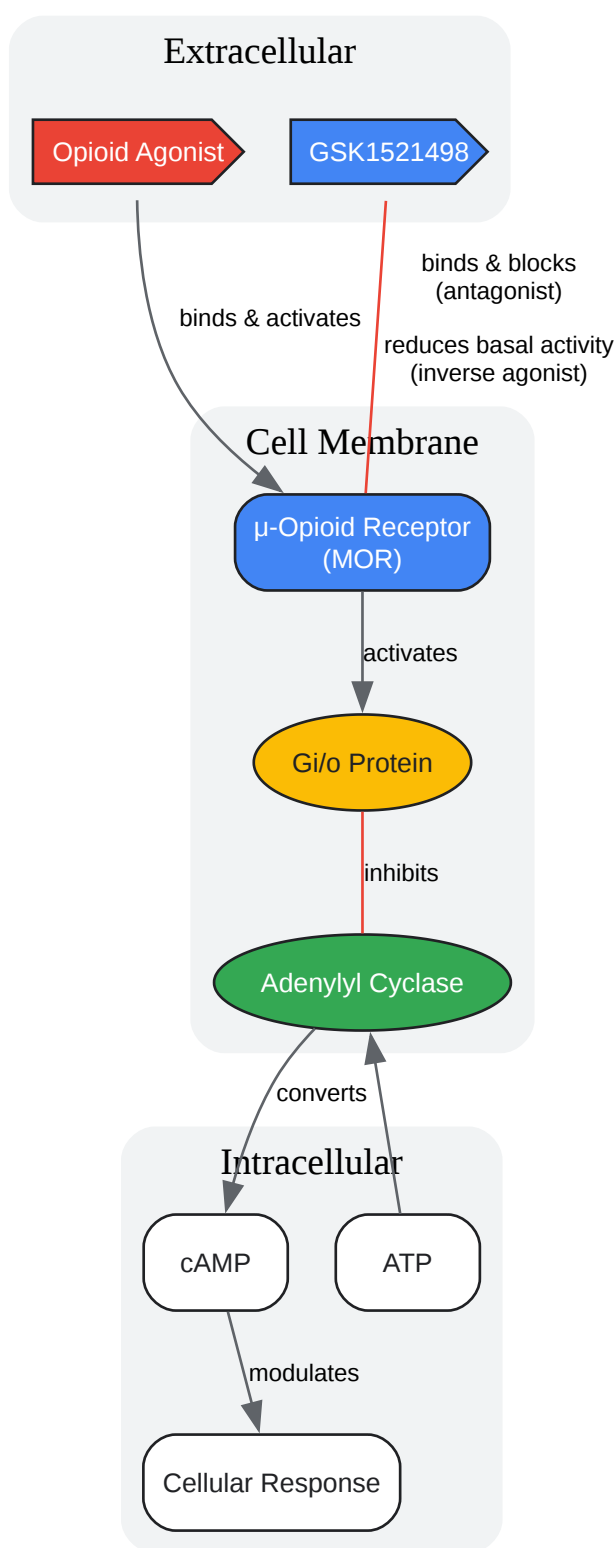 Extracellular
Opioid Agonist
GSK1521498
binds & blocks
(antagonist)
binds & activates
reduces basal activity
(inverse agonist)
Cell Membrane
μ-Opioid Receptor
(MOR)
activates
Gi/o Protein
inhibits
Adenylyl Cyclase
converts
Intracellular
cAMP
ATP
modulates
Cellular Response